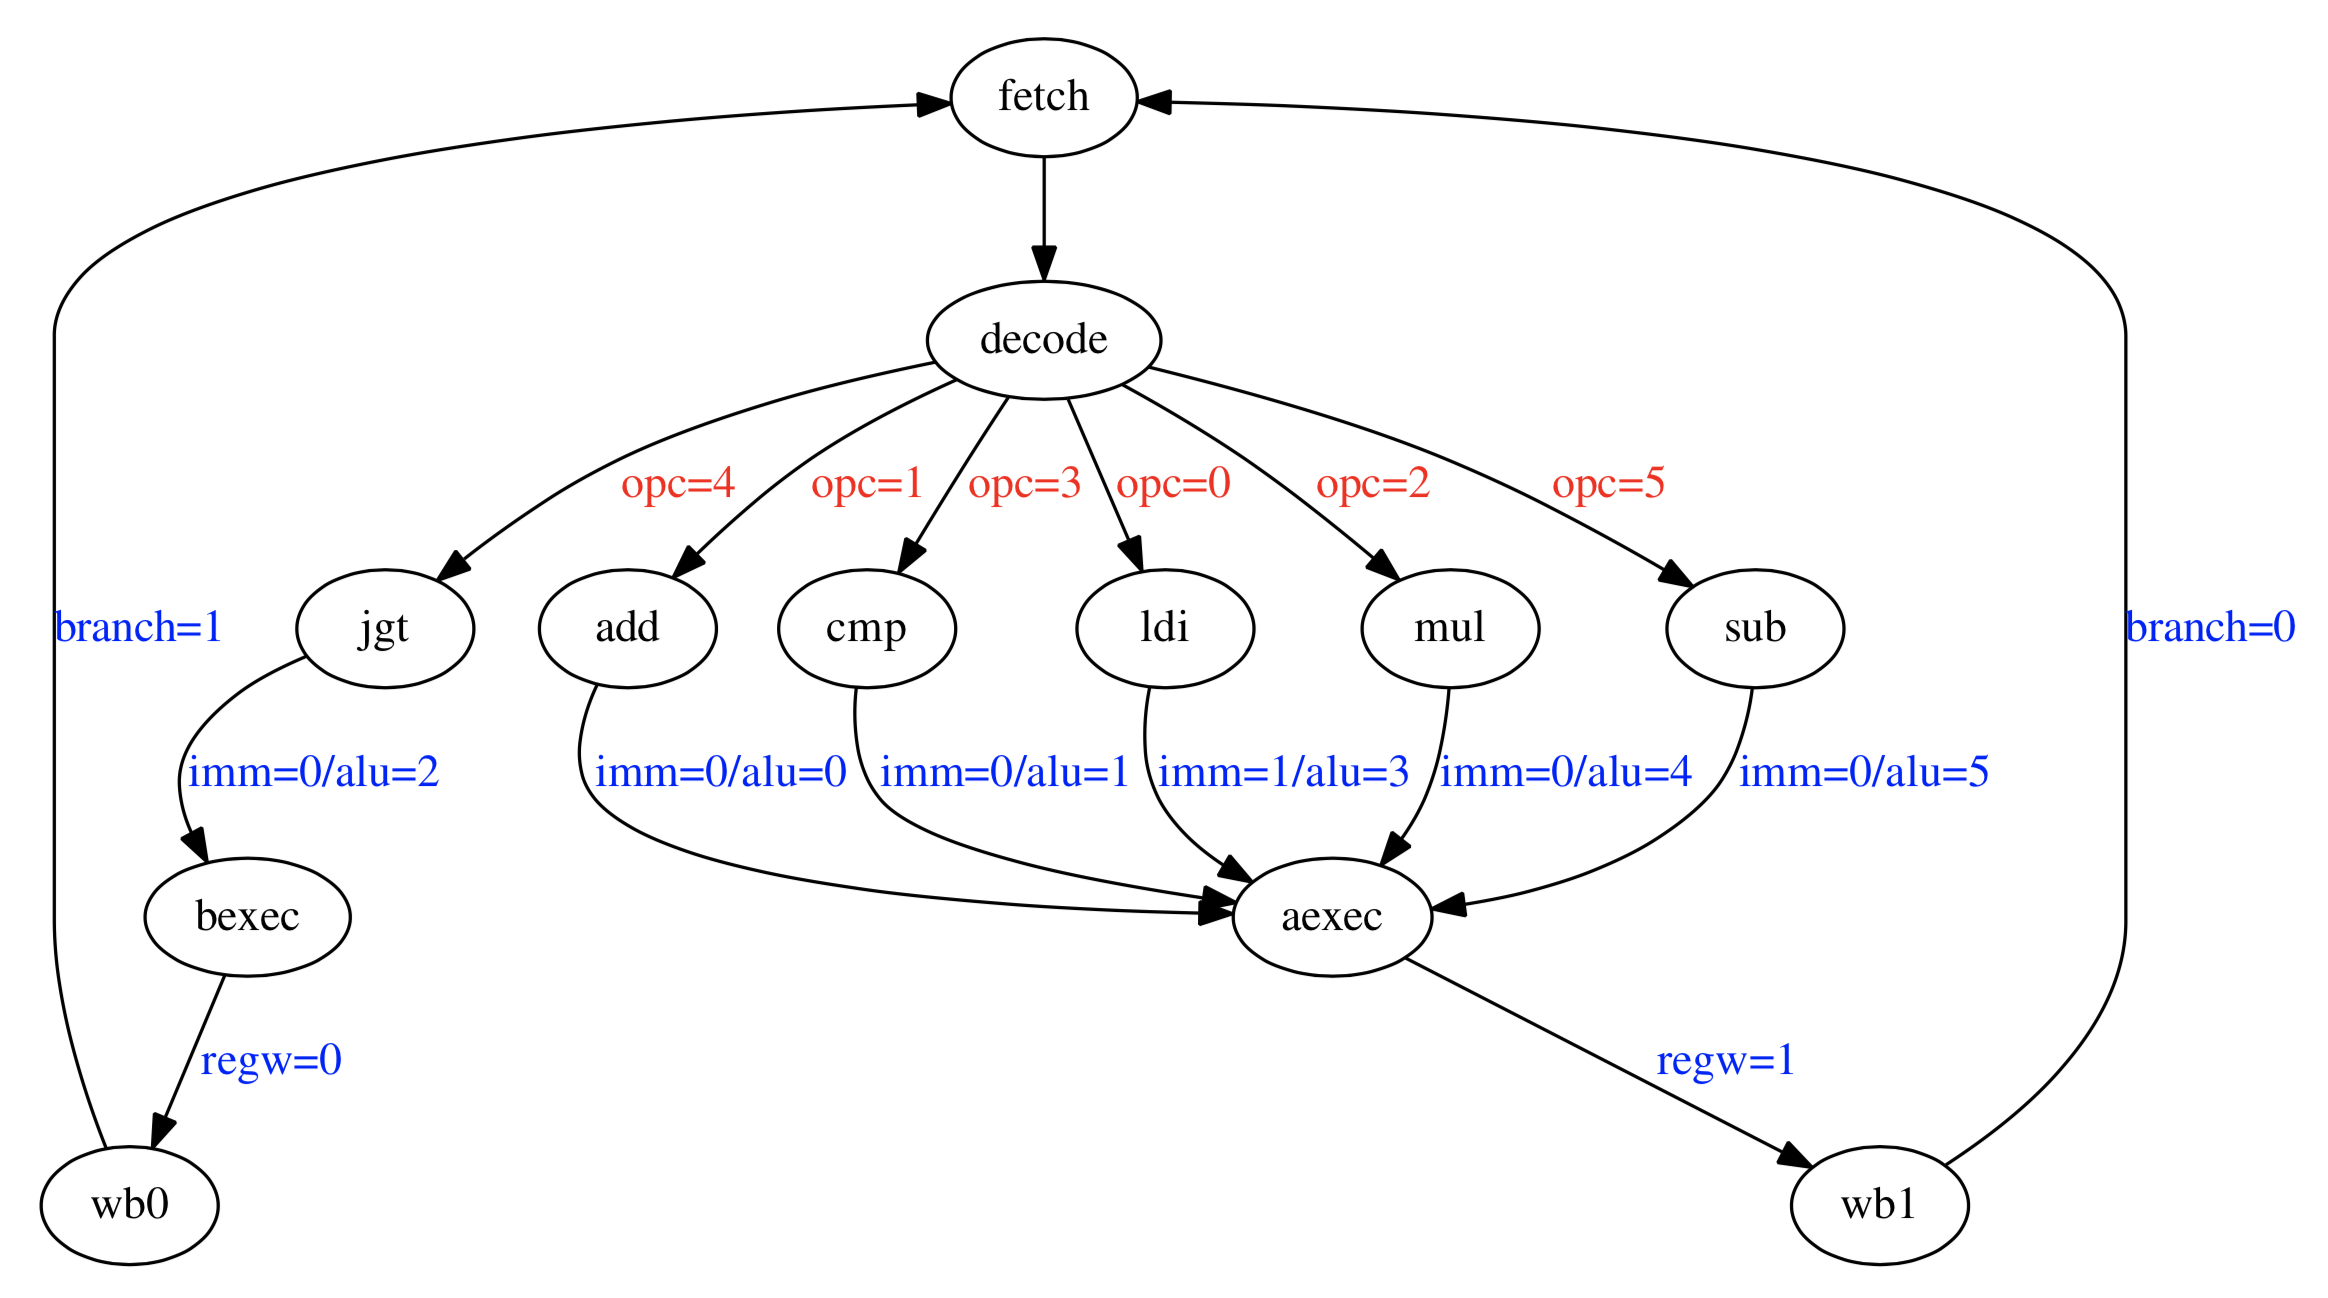 fetch
decode
opc=4
opc=1
opc=3
opc=0
opc=2
opc=5
branch=1
jgt
add
cmp
ldi
mul
sub
branch=0
imm=0/alu=2
imm=0/alu=0
imm=0/alu=1
imm=1/alu=3
imm=0/alu=4
imm=0/alu=5
bexec
aexec
regw=0
regw=1
wb0
wb1